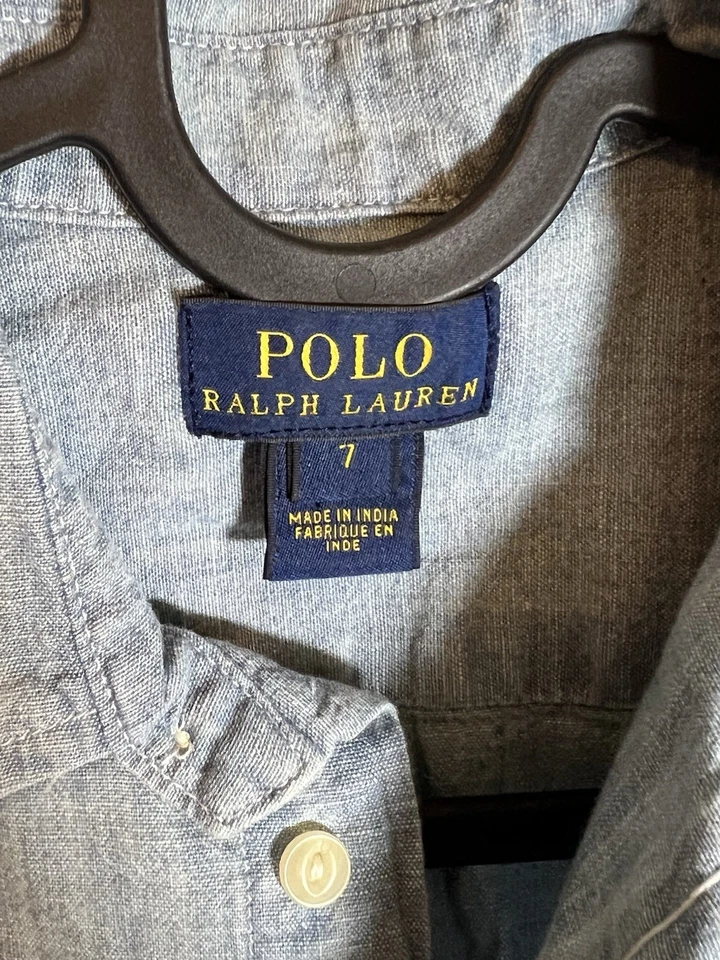 POLO
RALPH LAUREN
7
MADE IN INDIA
FABRIQUE EN
INDE